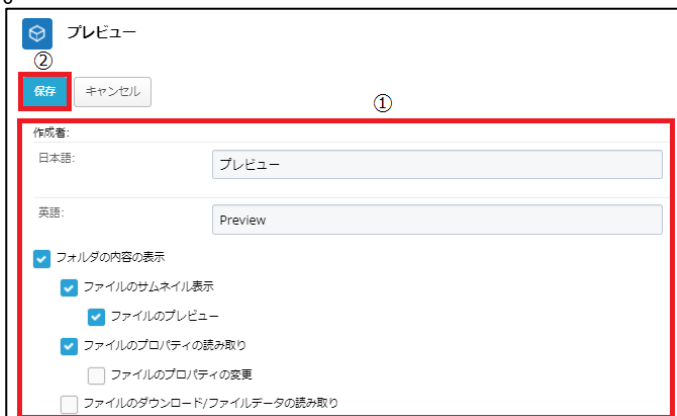 プレビュー
②
保存 キャンセル
①
作成者:
日本語: プレビュー
英語: Preview
フォルダの内容の表示
ファイルのサムネイル表示
ファイルのプレビュー
ファイルのプロパティの読み取り
ファイルのプロパティの変更
ファイルのダウンロード/ファイルデータの読み取り